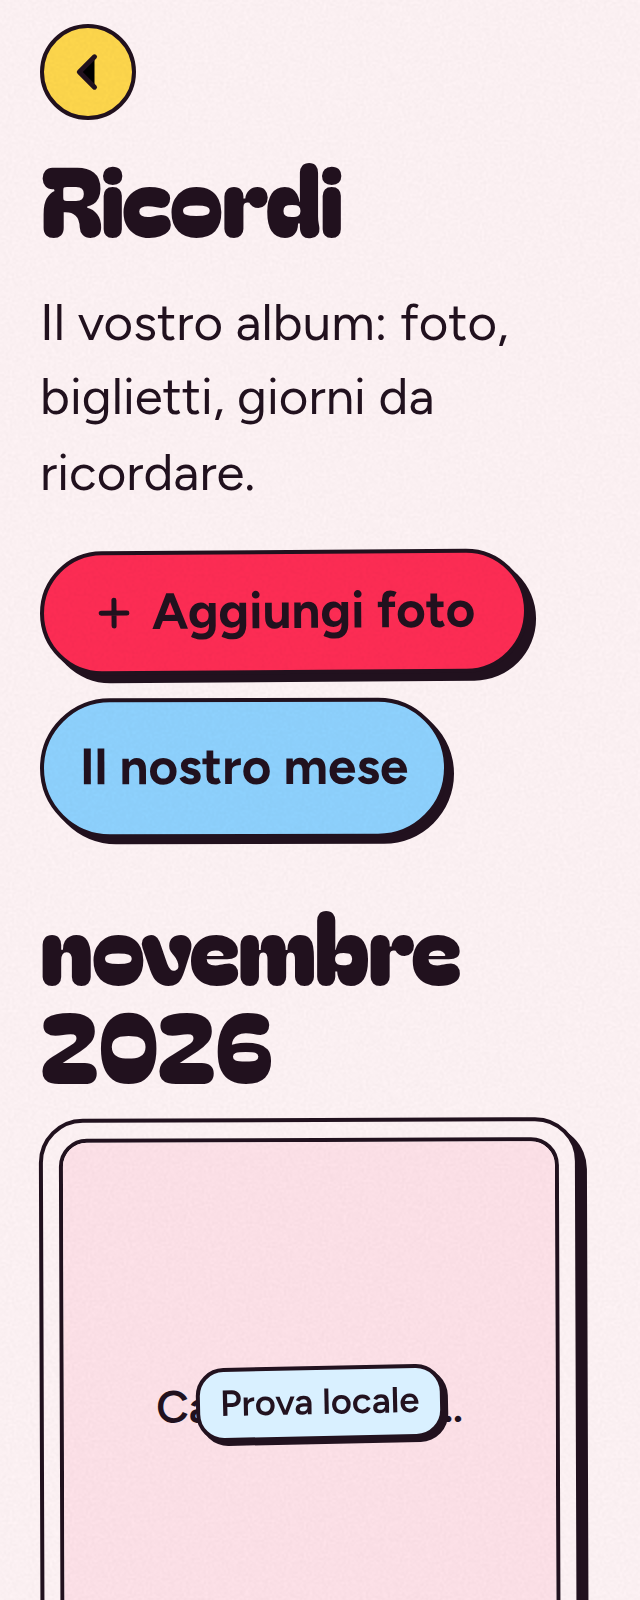 Ricordi
Il vostro album: foto,
biglietti, giorni da
ricordare.
+ Aggiungi foto
Il nostro mese
novembre
2026
Prova locale